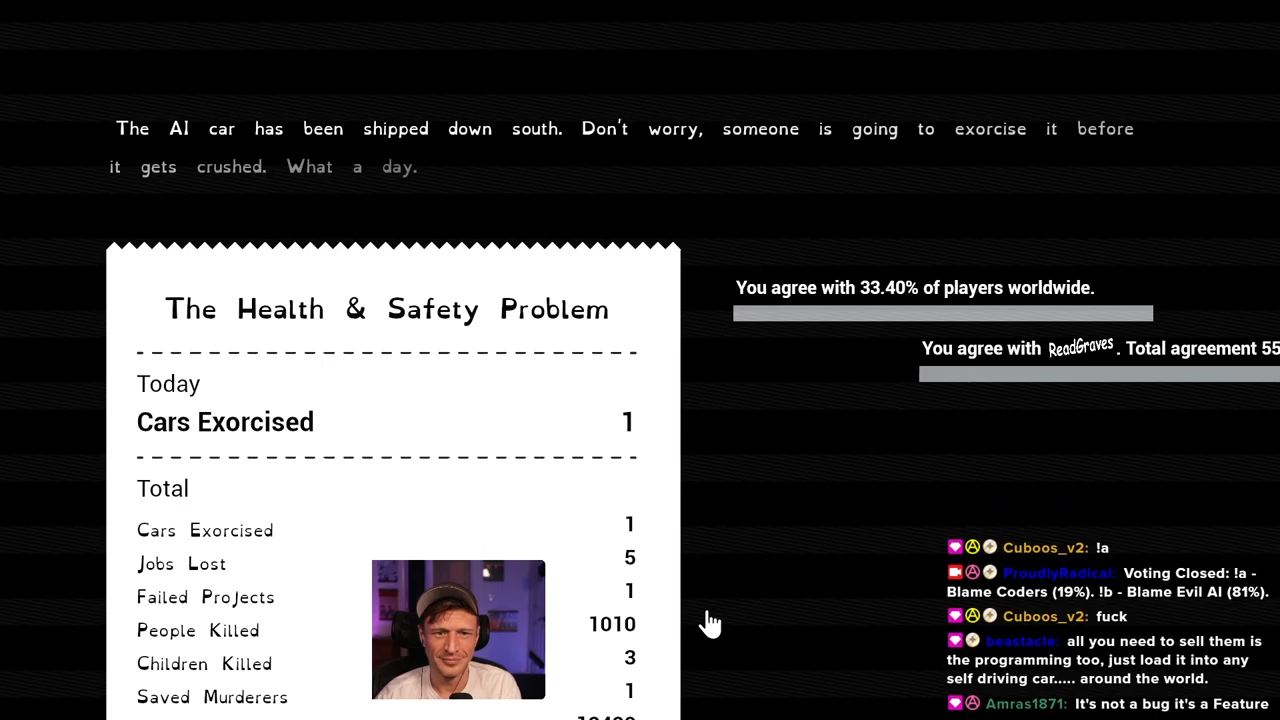 The AI car has been shipped down south. Don't worry, someone is going to exorcise it before
it gets crushed. What a day.
The Health & Safety Problem
Today
Cars Exorcised 1
Total
Cars Exorcised 1
Jobs Lost 5
Failed Projects 1
People Killed 1010
Children Killed 3
Saved Murderers 1
You agree with 33.40% of players worldwide.
You agree with ReadGraves. Total agreement 55
Cuboos_v2: !a
ProudlyRadical: Voting Closed: !a -
Blame Coders (19%). !b - Blame Evil AI (81%).
Cuboos_v2: fuck
beastacle: all you need to sell them is
the programming too, just load it into any
self driving car..... around the world.
Amras1871: It's not a bug it's a Feature